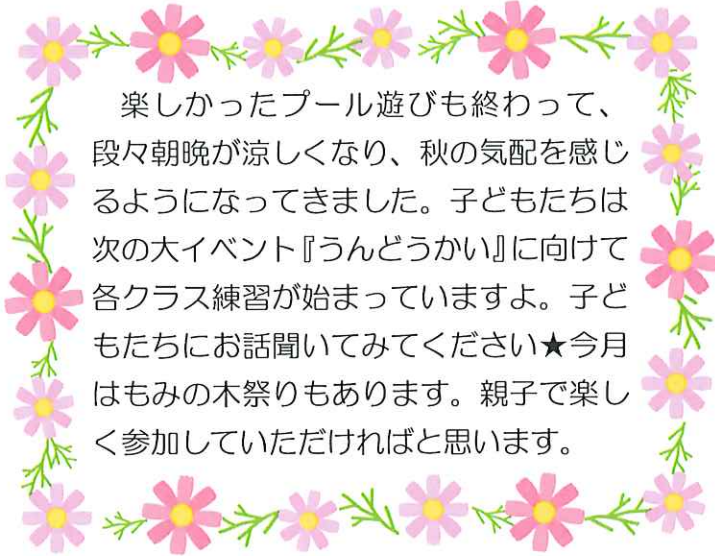 楽しかったプール遊びも終わって、
段々朝晩が涼しくなり、秋の気配を感じ
るようになってきました。子どもたちは
次の大イベント『うんどうかい』に向けて
各クラス練習が始まっていますよ。子ど
もたちにお話聞いてみてください★今月
はもみの木祭りもあります。親子で楽し
く参加していただければと思います。